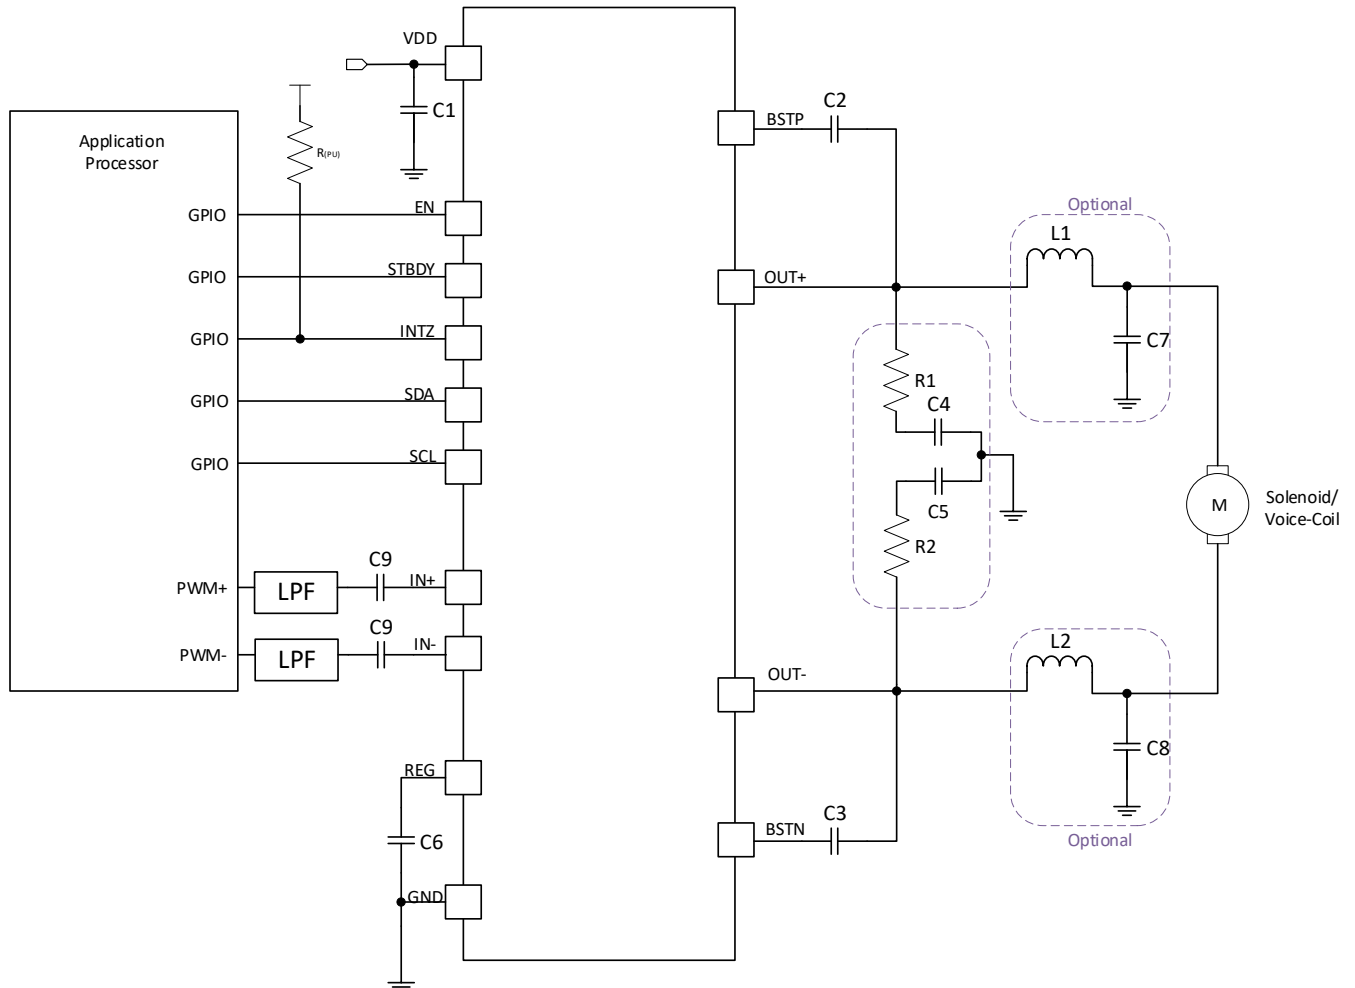 VDD
C1
Application
Processor
R(PU)
GPIO
EN
GPIO
STBDY
GPIO
INTZ
GPIO
SDA
GPIO
SCL
PWM+
LPF
C9
IN+
PWM-
LPF
C9
IN-
REG
C6
GND
BSTP
C2
OUT+
Optional
L1
C7
R1
C4
C5
R2
M
Solenoid/
Voice-Coil
OUT-
L2
C8
Optional
BSTN
C3